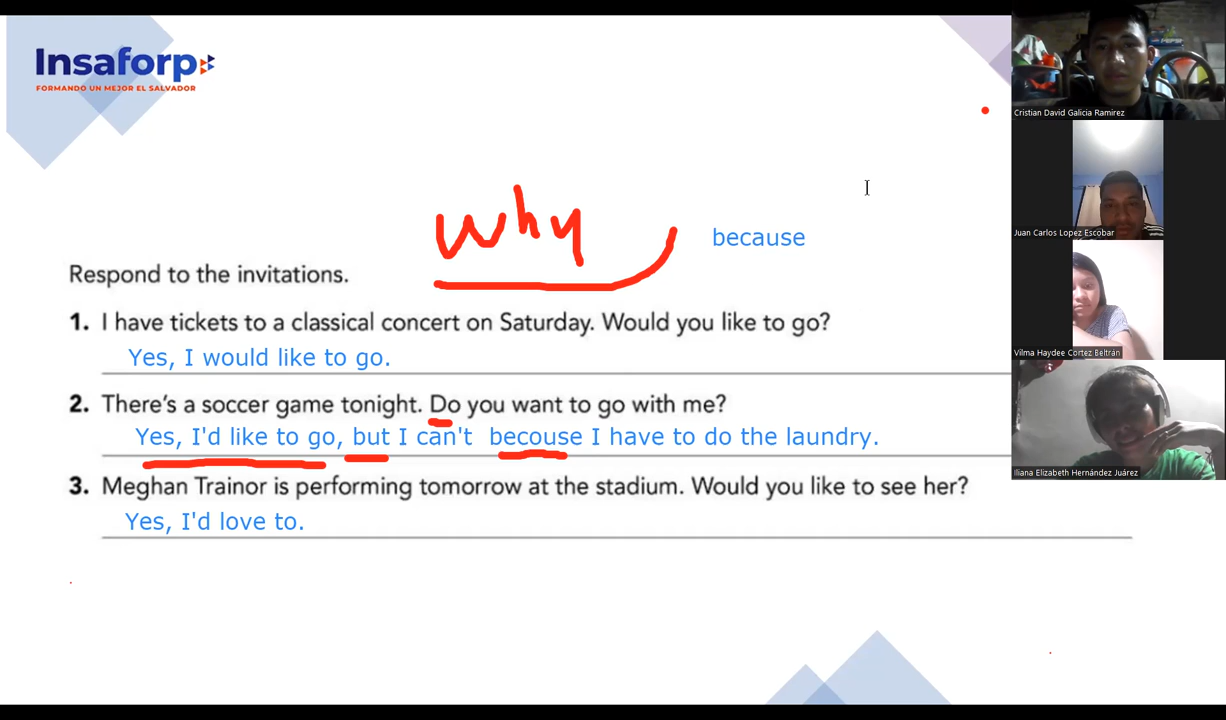 Insaforp
FORMANDO UN MEJOR EL SALVADOR
Cristian David Galicia Ramirez
why
because
Juan Carlos Lopez Escobar
Respond to the invitations.
1. I have tickets to a classical concert on Saturday. Would you like to go?
Yes, I would like to go.
Vilma Haydee Cortez Beltrán
2. There's a soccer game tonight. Do you want to go with me?
Yes, I'd like to go, but I can't becouse I have to do the laundry.
Iliana Elizabeth Hernández Juárez
3. Meghan Trainor is performing tomorrow at the stadium. Would you like to see her?
Yes, I'd love to.